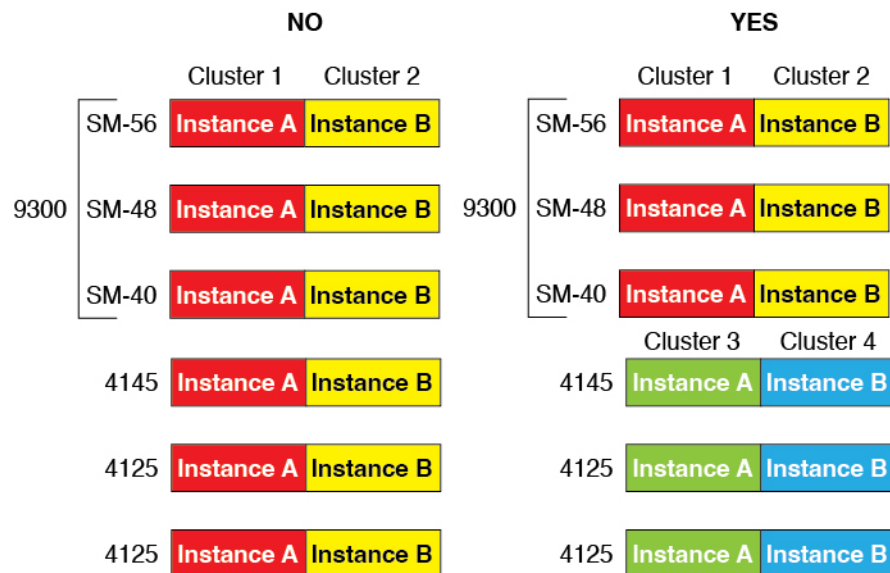 NO
Cluster 1 Cluster 2
SM-56 Instance A Instance B
9300 SM-48 Instance A Instance B
SM-40 Instance A Instance B
4145 Instance A Instance B
4125 Instance A Instance B
4125 Instance A Instance B
YES
Cluster 1 Cluster 2
SM-56 Instance A Instance B
9300 SM-48 Instance A Instance B
SM-40 Instance A Instance B
Cluster 3 Cluster 4
4145 Instance A Instance B
4125 Instance A Instance B
4125 Instance A Instance B